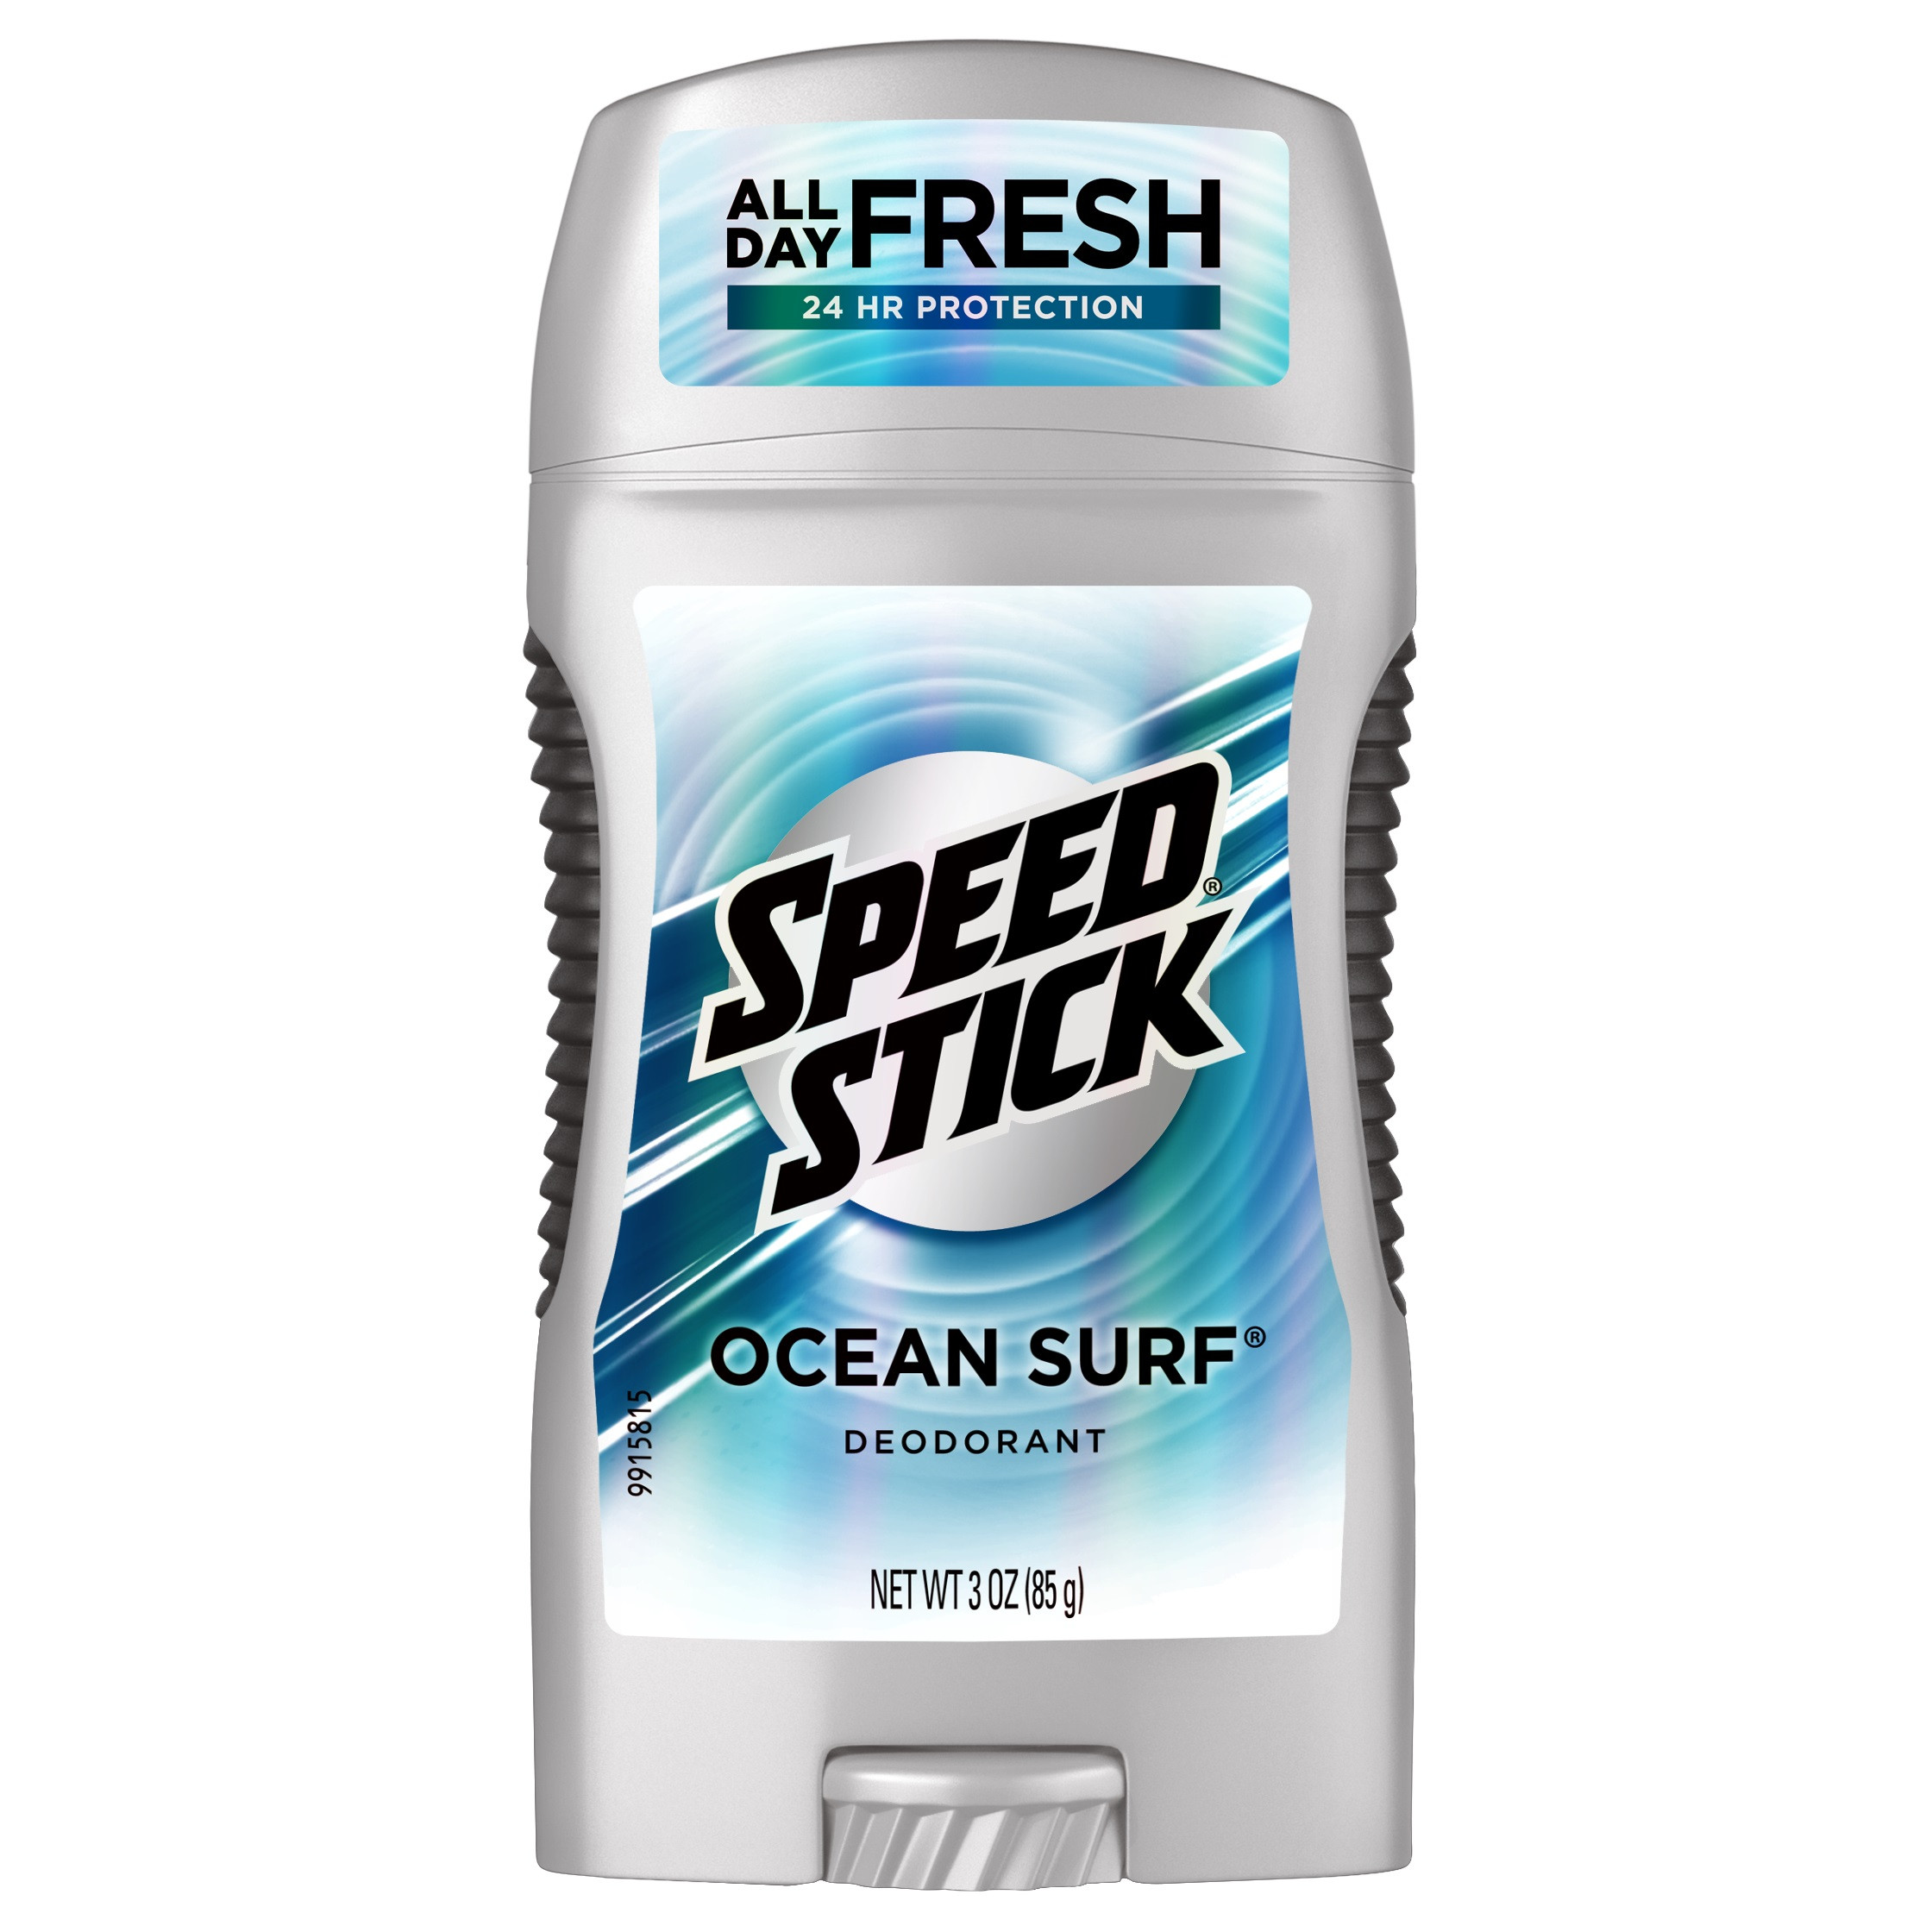 ALL
DAY FRESH
24 HR PROTECTION
SPEED®
STICK
OCEAN SURF®
DEODORANT
9915815
NET WT 3 OZ (85 g)